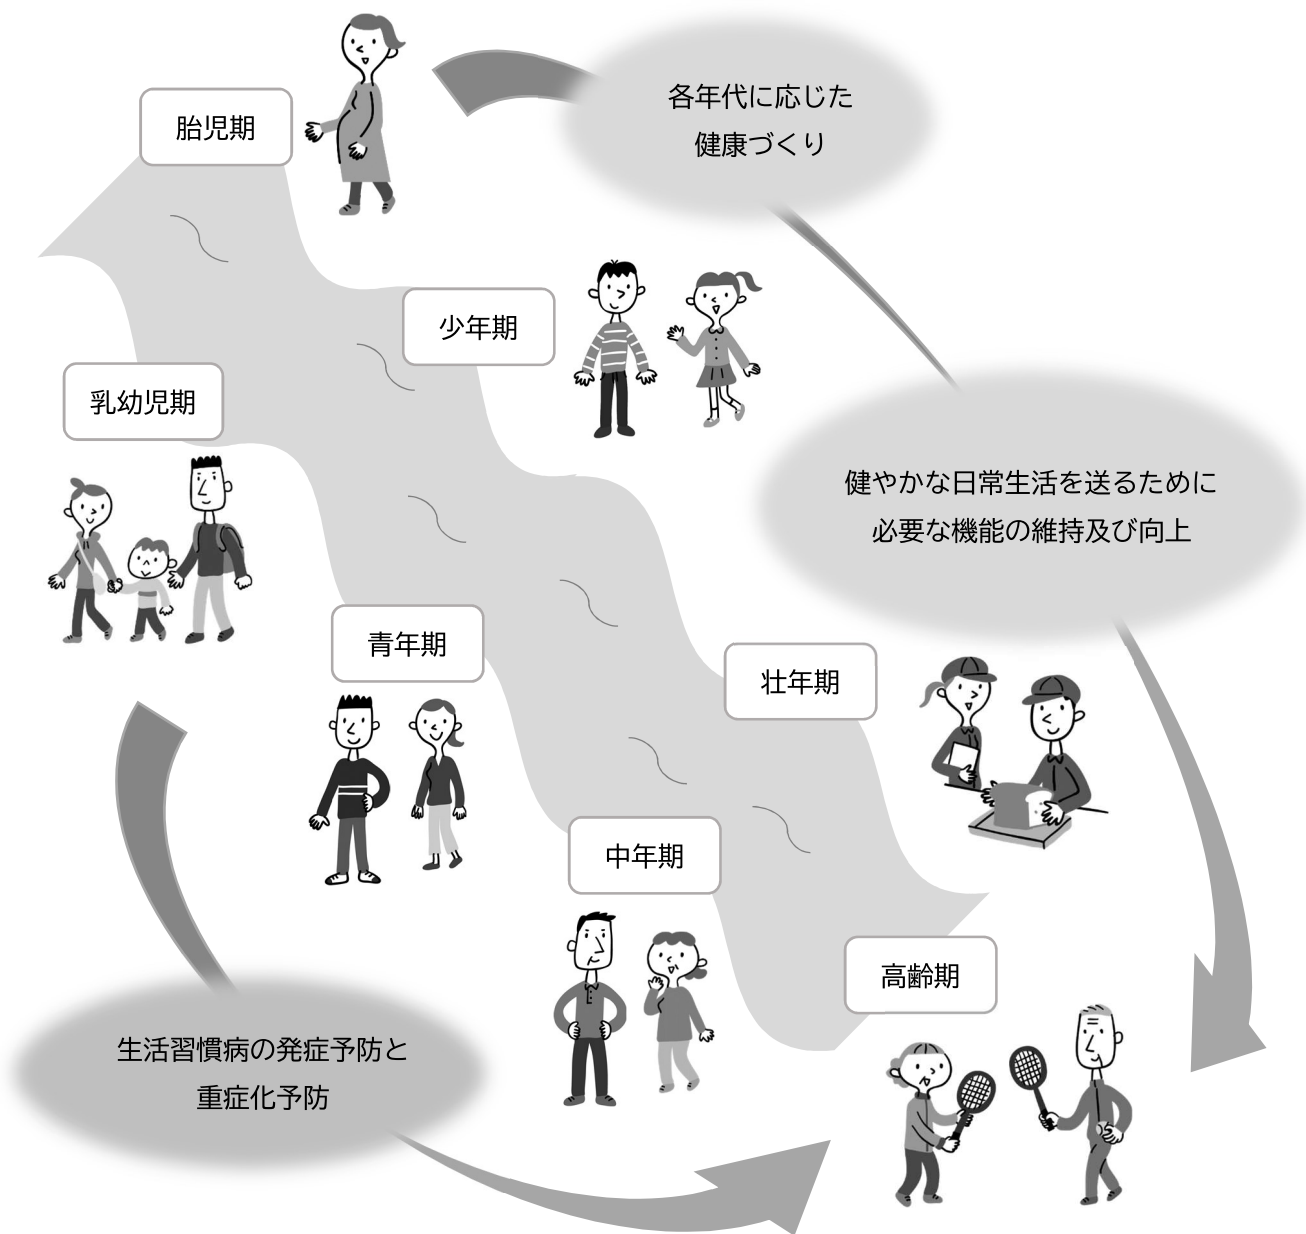 各年代に応じた
健康づくり
胎児期
少年期
乳幼児期
健やかな日常生活を送るために
必要な機能の維持及び向上
青年期
壮年期
中年期
高齢期
生活習慣病の発症予防と
重症化予防